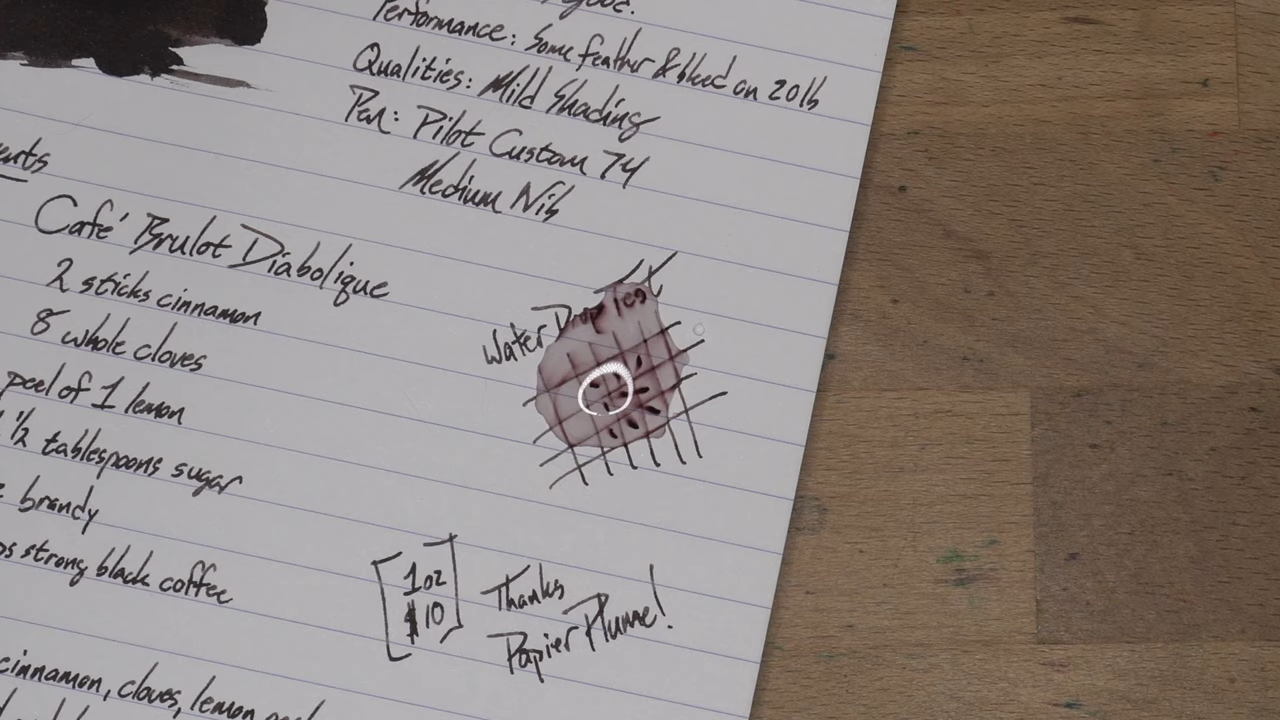 good.
Performance: Some feather & bleed on 20lb
Qualities: Mild Shading
Pen: Pilot Custom 74
Medium Nib
Café Brulot Diabolique
2 sticks cinnamon
8 whole cloves
peel of 1 lemon
1/2 tablespoons sugar
brandy
strong black coffee
Water Drop Test
1oz
$10
Thanks
Papier Plume!
cinnamon, cloves, lemon